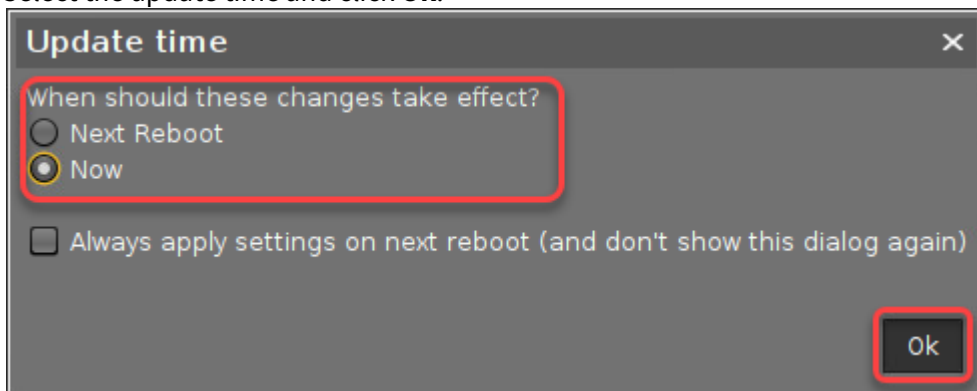 Select the update time and click Ok.
Update time ×
When should these changes take effect?
Next Reboot
Now
Always apply settings on next reboot (and don't show this dialog again)
Ok